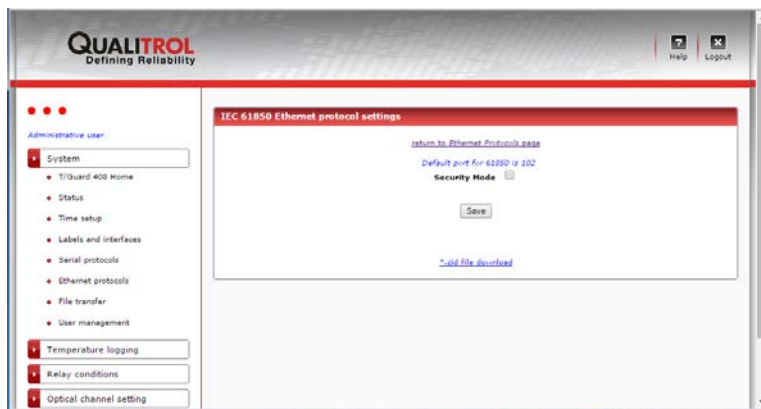 QUALITROL
Defining Reliability
Help
Logout
Administrative user
System
T/Guard 408 Home
Status
Time setup
Labels and interfaces
Serial protocols
Ethernet protocols
File transfer
User management
Temperature logging
Relay conditions
Optical channel setting
IEC 61850 Ethernet protocol settings
return to Ethernet Protocols page
Default port for 61850 is 102
Security Mode
Save
*.cid file download